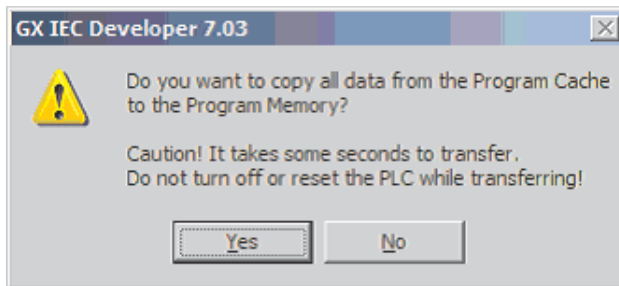 GX IEC Developer 7.03
Do you want to copy all data from the Program Cache
to the Program Memory?
Caution! It takes some seconds to transfer.
Do not turn off or reset the PLC while transferring!
Yes
No